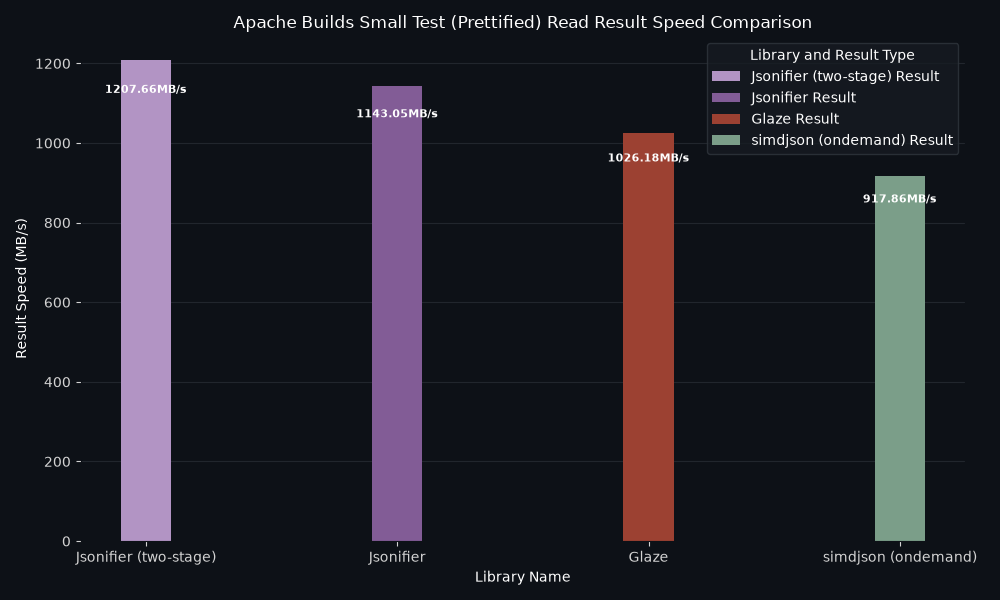 Apache Builds Small Test (Prettified) Read Result Speed Comparison
Library and Result Type
Jsonifier (two-stage) Result
Jsonifier Result
Glaze Result
simdjson (ondemand) Result
Result Speed (MB/s)
1200
1000
800
600
400
200
0
1207.66MB/s
1143.05MB/s
1026.18MB/s
917.86MB/s
Jsonifier (two-stage)
Jsonifier
Glaze
simdjson (ondemand)
Library Name